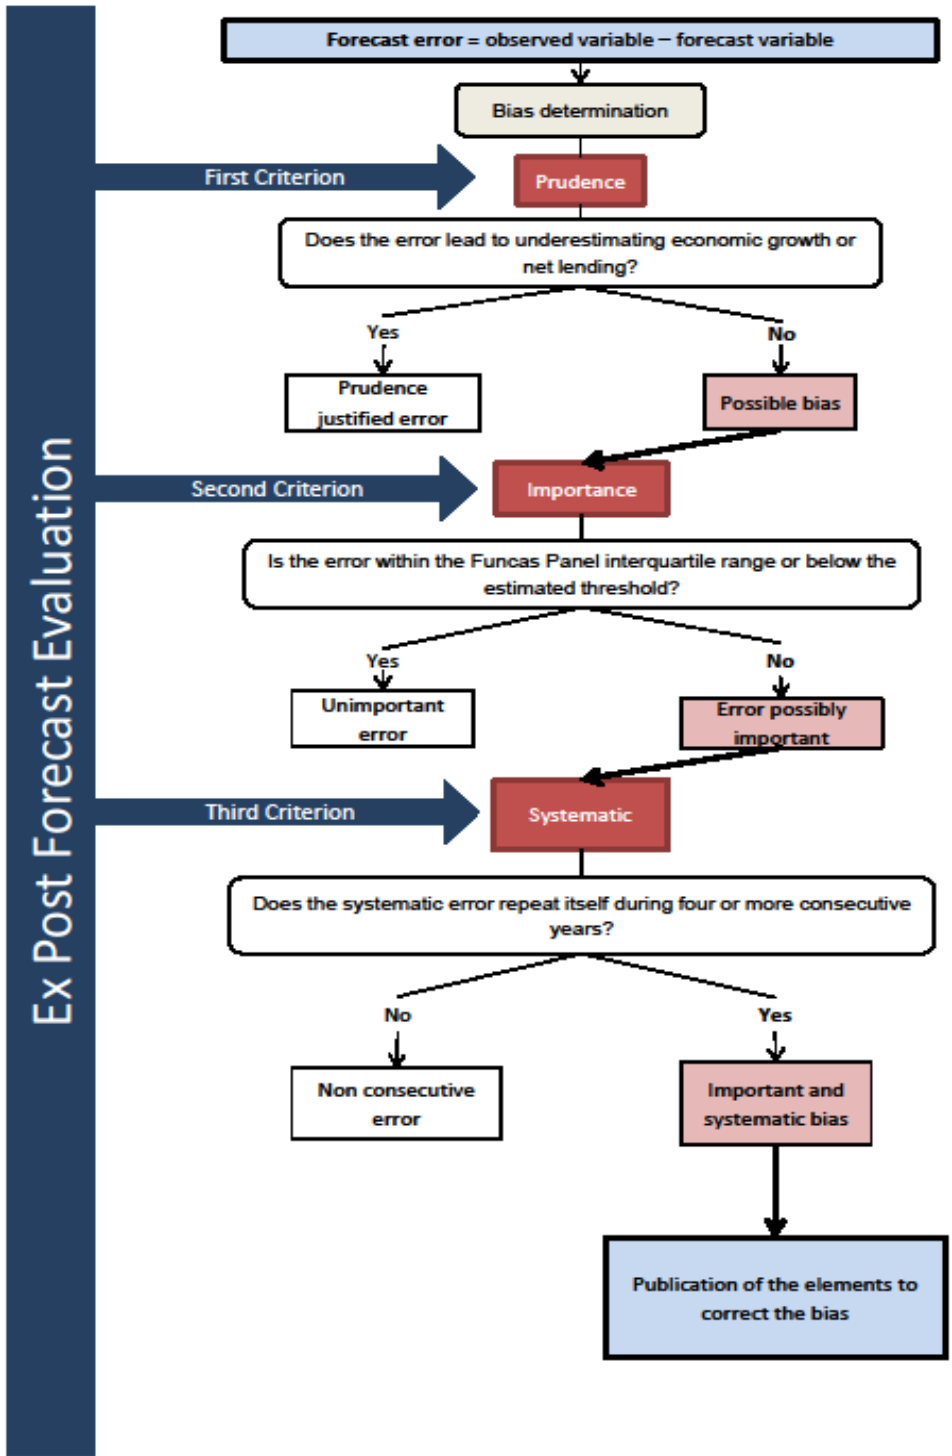 Ex Post Forecast Evaluation
Forecast error = observed variable – forecast variable
Bias determination
First Criterion
Prudence
Does the error lead to underestimating economic growth or
net lending?
Yes
No
Prudence
justified error
Possible bias
Second Criterion
Importance
Is the error within the Funcas Panel interquartile range or below the
estimated threshold?
Yes
No
Unimportant
error
Error possibly
important
Third Criterion
Systematic
Does the systematic error repeat itself during four or more consecutive
years?
No
Yes
Non consecutive
error
Important and
systematic bias
Publication of the elements to
correct the bias